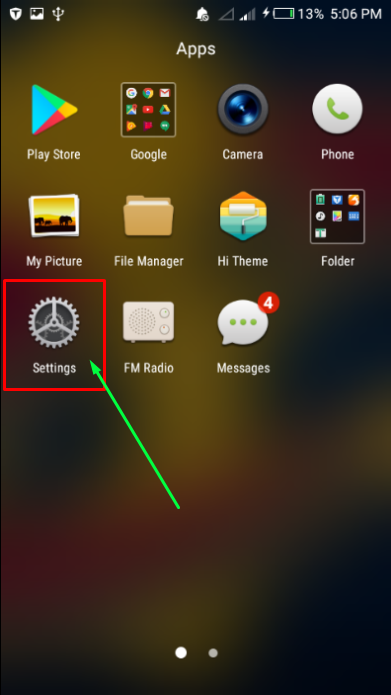 13% 5:06 PM
Apps
Play Store
Google
Camera
Phone
My Picture
File Manager
Hi Theme
Folder
4
Settings
FM Radio
Messages